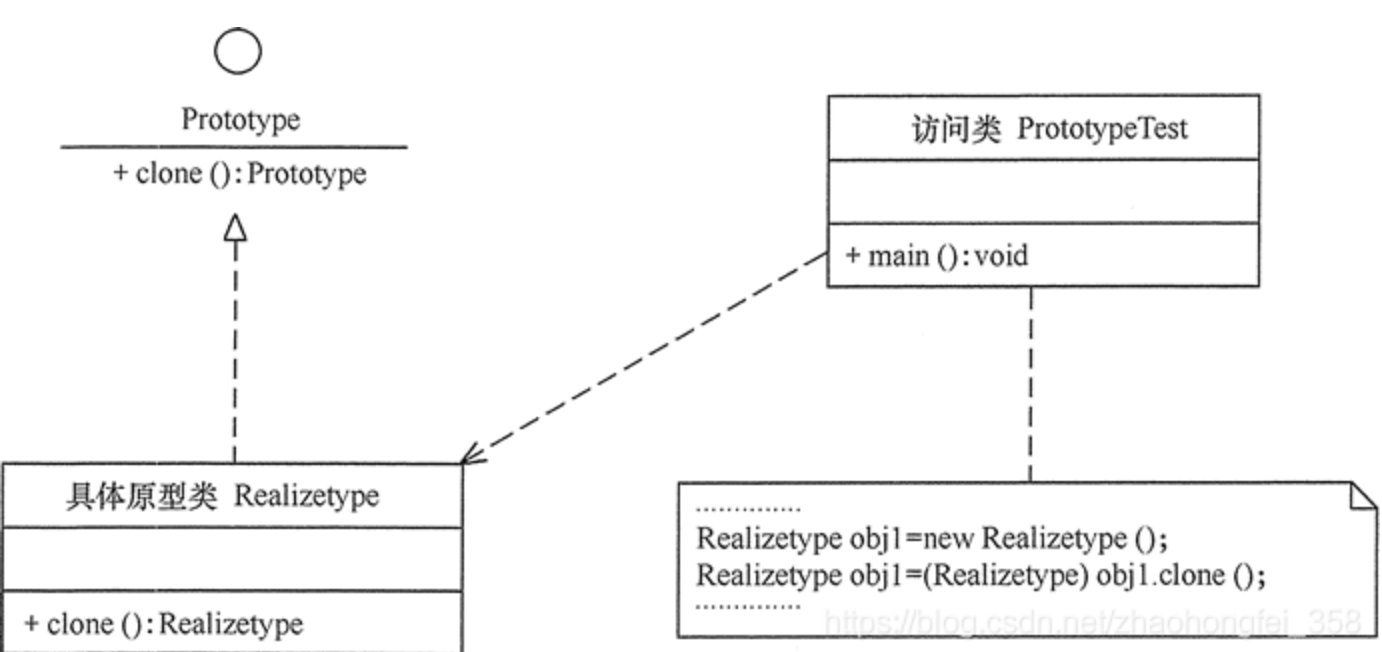 Prototype
+ clone ():Prototype
访问类 PrototypeTest
+ main ():void
具体原型类 Realizetype
+ clone ():Realizetype
..............
Realizetype obj1=new Realizetype ();
Realizetype obj1=(Realizetype) obj1.clone ();
..............
https://blog.csdn.net/zhaohongfei_358